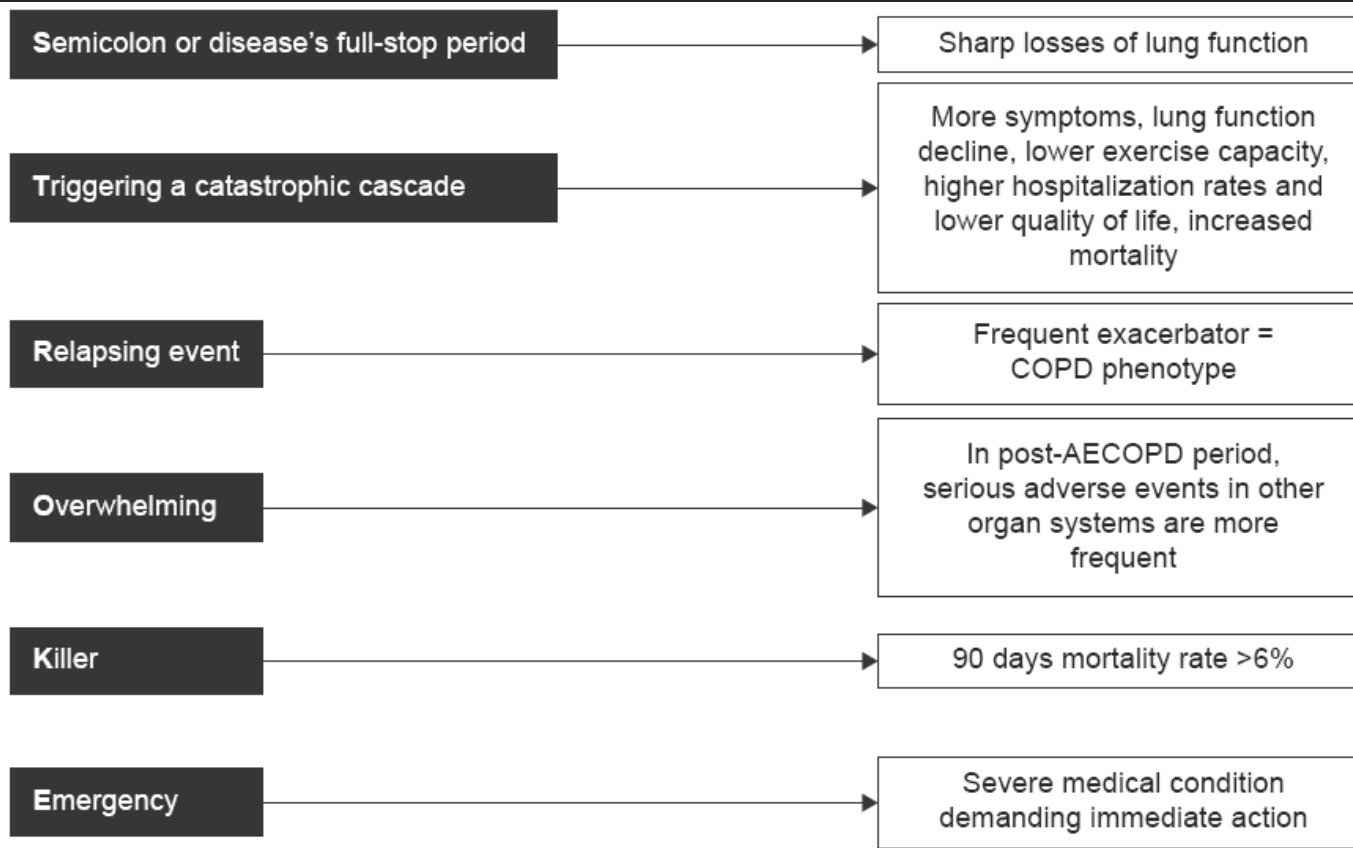 Semicolon or disease's full-stop period
Sharp losses of lung function
Triggering a catastrophic cascade
More symptoms, lung function
decline, lower exercise capacity,
higher hospitalization rates and
lower quality of life, increased
mortality
Relapsing event
Frequent exacerbator =
COPD phenotype
Overwhelming
In post-AECOPD period,
serious adverse events in other
organ systems are more
frequent
Killer
90 days mortality rate >6%
Emergency
Severe medical condition
demanding immediate action